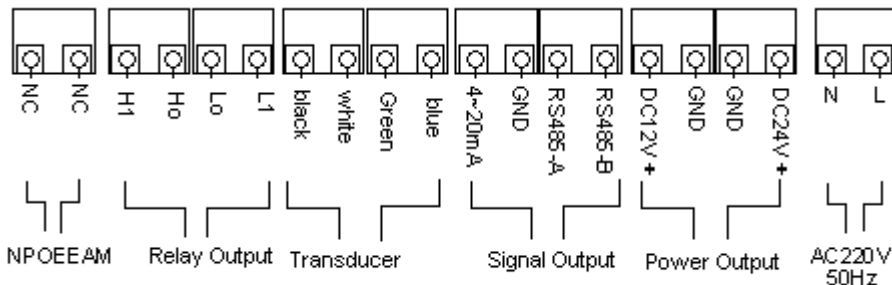 NC
NC
H1
Ho
Lo
L1
black
white
Green
blue
4~20mA
GND
RS485-A
RS485-B
DC12V+
GND
GND
DC24V+
N
L
NPOEEAM
Relay Output
Transducer
Signal Output
Power Output
AC220V
50Hz